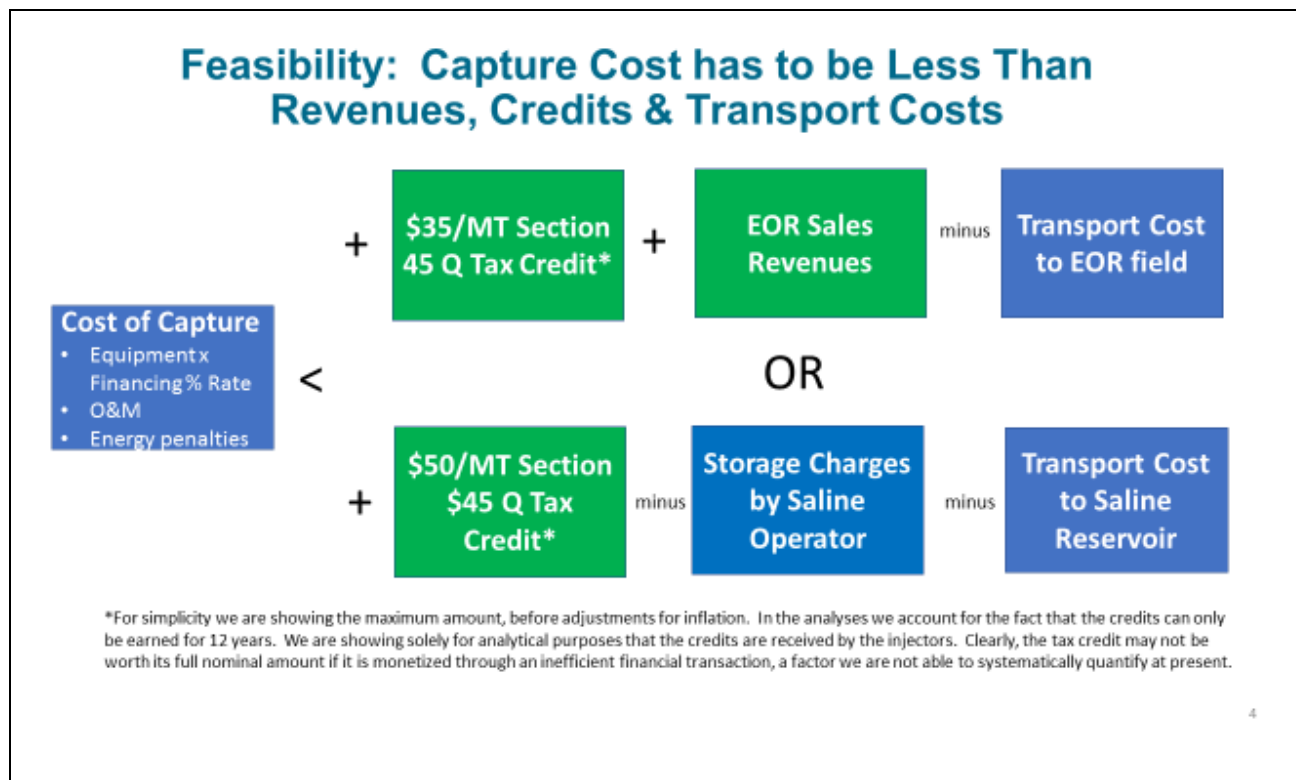 Feasibility: Capture Cost has to be Less Than
Revenues, Credits & Transport Costs
+
$35/MT Section
45 Q Tax Credit*
+
EOR Sales
Revenues
minus
Transport Cost
to EOR field
Cost of Capture
• Equipment x
Financing % Rate
• O&M
• Energy penalties
<
OR
+
$50/MT Section
$45 Q Tax
Credit*
minus
Storage Charges
by Saline
Operator
minus
Transport Cost
to Saline
Reservoir
*For simplicity we are showing the maximum amount, before adjustments for inflation. In the analyses we account for the fact that the credits can only
be earned for 12 years. We are showing solely for analytical purposes that the credits are received by the injectors. Clearly, the tax credit may not be
worth its full nominal amount if it is monetized through an inefficient financial transaction, a factor we are not able to systematically quantify at present.
4